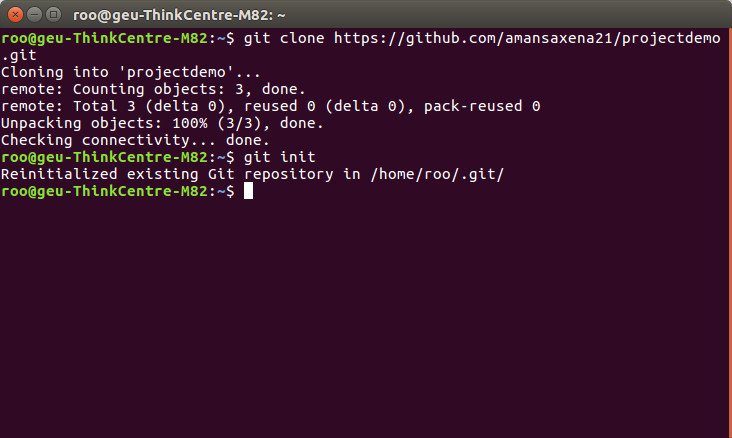 roo@geu-ThinkCentre-M82: ~
roo@geu-ThinkCentre-M82:~$ git clone https://github.com/amansaxena21/projectdemo
.git
Cloning into 'projectdemo'...
remote: Counting objects: 3, done.
remote: Total 3 (delta 0), reused 0 (delta 0), pack-reused 0
Unpacking objects: 100% (3/3), done.
Checking connectivity... done.
roo@geu-ThinkCentre-M82:~$ git init
Reinitialized existing Git repository in /home/roo/.git/
roo@geu-ThinkCentre-M82:~$